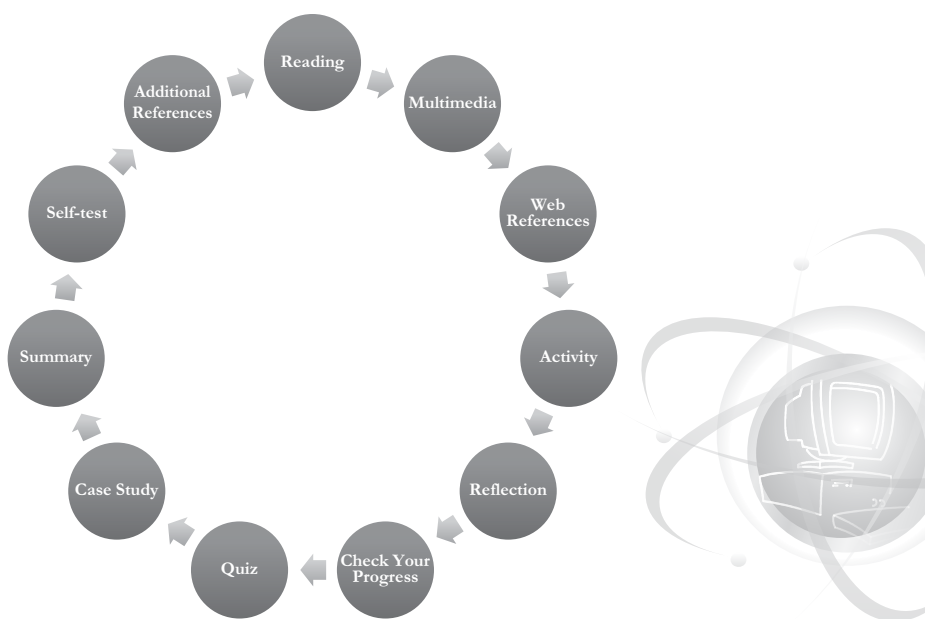 Reading
Multimedia
Web
References
Activity
Reflection
Check Your
Progress
Quiz
Case Study
Summary
Self-test
Additional
References